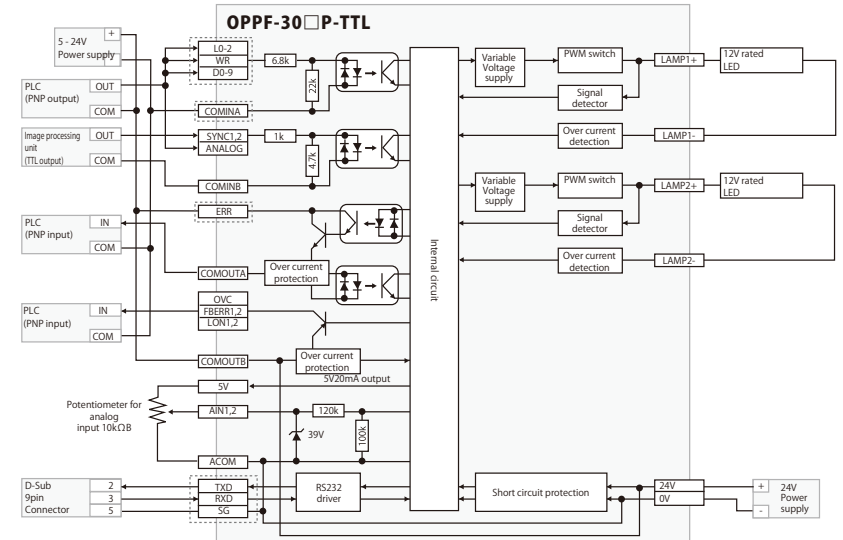 OPPF-30□P-TTL
5 - 24V
Power supply
+
-
PLC
(PNP output)
OUT
COM
Image processing
unit
(TTL output)
OUT
COM
PLC
(PNP input)
IN
COM
PLC
(PNP input)
IN
COM
Potentiometer for
analog
input 10kΩB
D-Sub
9pin
Connector
2
3
5
L0-2
WR
D0-9
COMINA
SYNC1,2
ANALOG
COMINB
ERR
COMOUTA
OVC
FBERR1,2
LON1,2
COMOUTB
5V
AIN1,2
ACOM
TXD
RXD
SG
6.8k
22k
1k
4.7k
Over current
protection
Over current
protection
5V20mA output
120k
39V
100k
RS232
driver
Internal circuit
Variable
Voltage
supply
PWM switch
Signal
detector
Over current
detection
LAMP1+
LAMP1-
12V rated
LED
Variable
Voltage
supply
PWM switch
Signal
detector
Over current
detection
LAMP2+
LAMP2-
12V rated
LED
Short circuit protection
24V
0V
+
-
24V
Power
supply